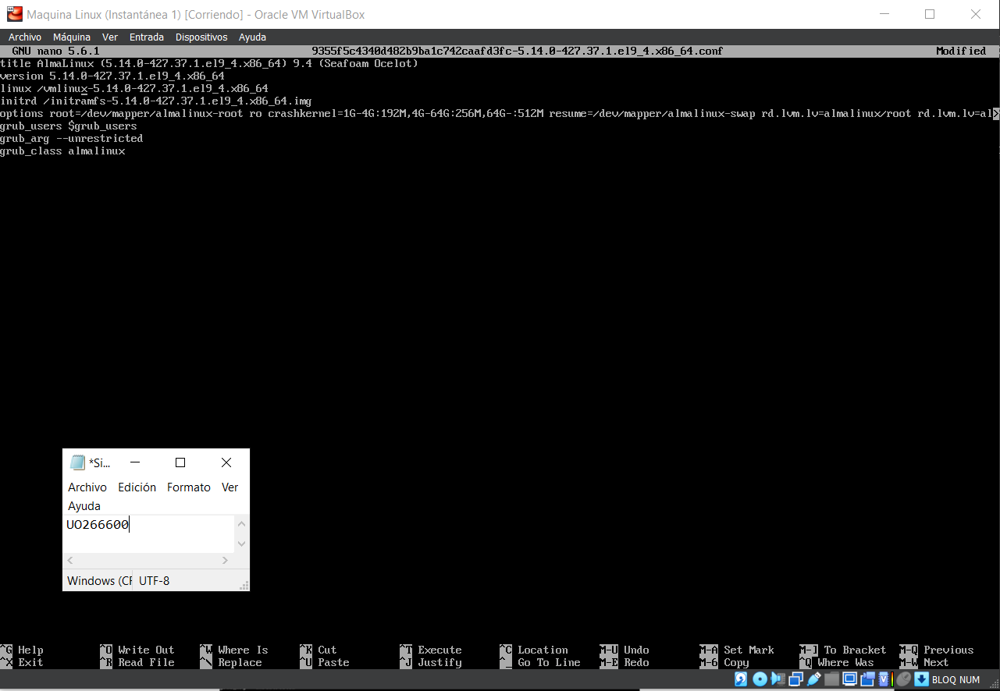 Maquina Linux (Instantánea 1) [Corriendo] - Oracle VM VirtualBox
Archivo Máquina Ver Entrada Dispositivos Ayuda
GNU nano 5.6.1 9355f5c4340d482b9ba1c742caafd3fc-5.14.0-427.37.1.el9_4.x86_64.conf Modified
title AlmaLinux (5.14.0-427.37.1.el9_4.x86_64) 9.4 (Seafoam Ocelot)
version 5.14.0-427.37.1.el9_4.x86_64
linux /vmlinux-5.14.0-427.37.1.el9_4.x86_64
initrd /initramfs-5.14.0-427.37.1.el9_4.x86_64.img
options root=/dev/mapper/almalinux-root ro crashkernel=1G-4G:192M,4G-64G:256M,64G-:512M resume=/dev/mapper/almalinux-swap rd.lvm.lv=almalinux/root rd.lvm.lv=al>
grub_users $grub_users
grub_arg --unrestricted
grub_class almalinux
*Si...
Archivo Edición Formato Ver
Ayuda
UO266600
Windows (CF UTF-8
^G Help ^O Write Out ^W Where Is ^K Cut ^T Execute ^C Location M-U Undo M-A Set Mark M-] To Bracket M-Q Previous
^X Exit ^R Read File ^\ Replace ^U Paste ^J Justify ^_ Go To Line M-E Redo M-6 Copy ^Q Where Was M-W Next
BLOQ NUM